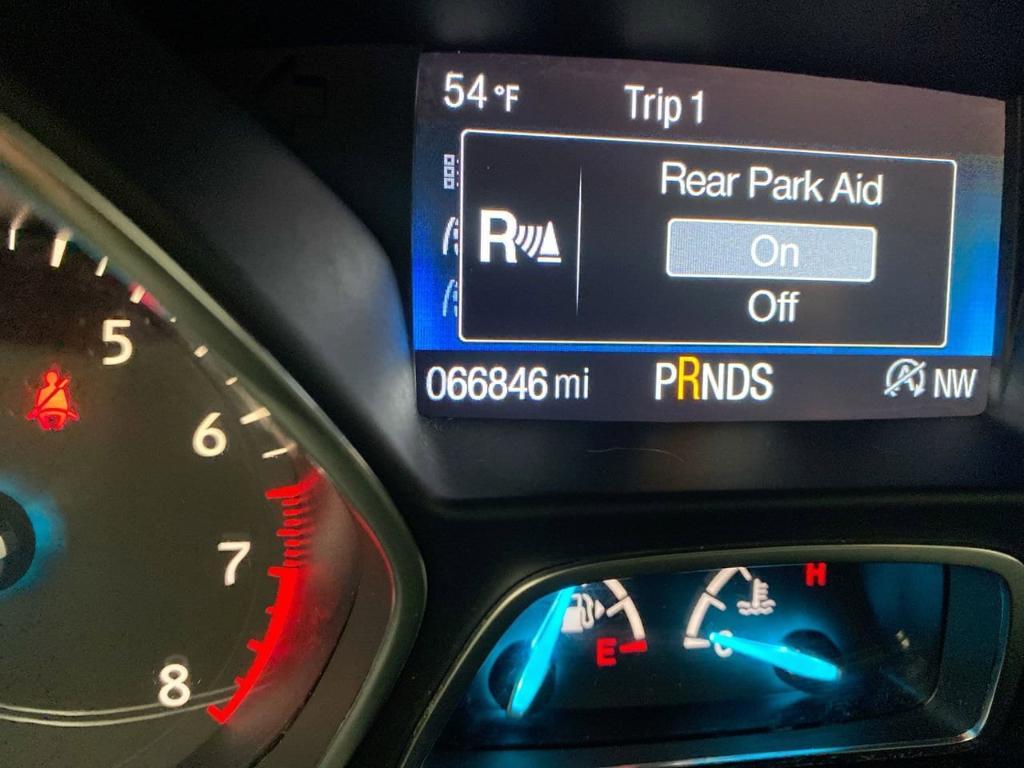 54 °F Trip 1
Rear Park Aid
R
On
Off
066846 mi PRNDS A NW
5
6
7
8
H
E
C